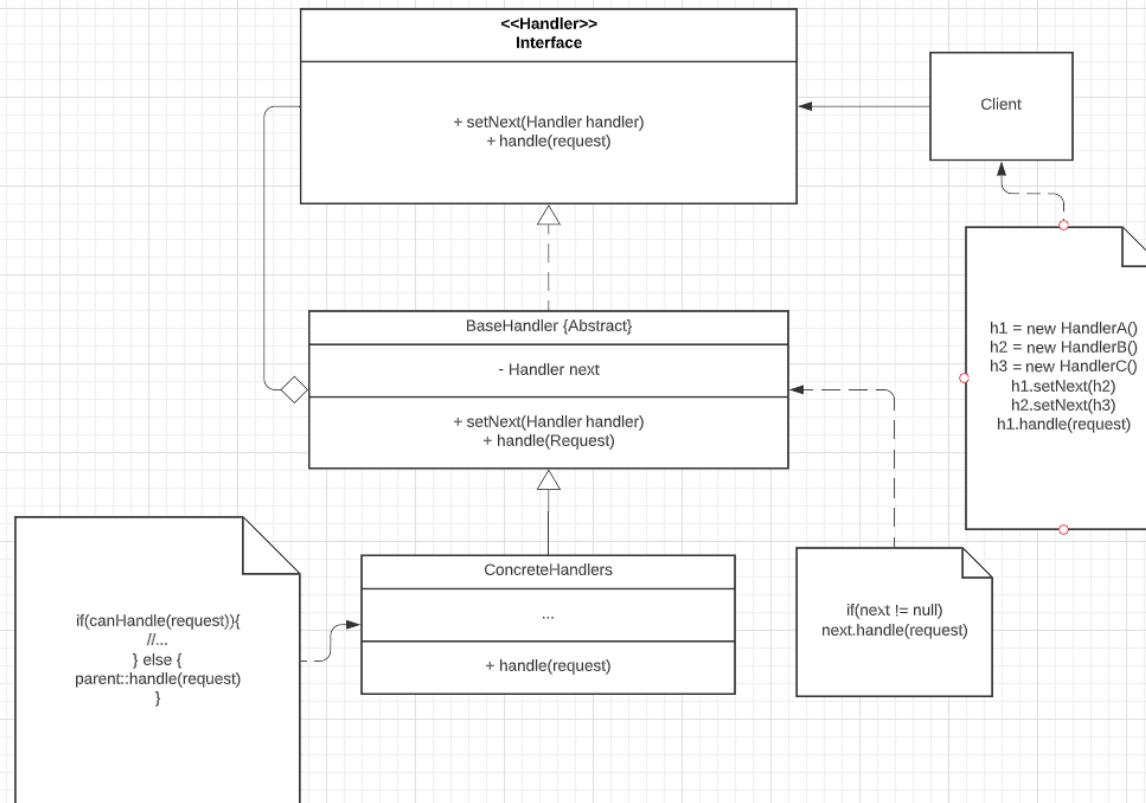 <<Handler>>
Interface
+ setNext(Handler handler)
+ handle(request)
Client
BaseHandler {Abstract}
- Handler next
+ setNext(Handler handler)
+ handle(Request)
h1 = new HandlerA()
h2 = new HandlerB()
h3 = new HandlerC()
h1.setNext(h2)
h2.setNext(h3)
h1.handle(request)
ConcreteHandlers
...
+ handle(request)
if(canHandle(request)){
//...
} else {
parent::handle(request)
}
if(next != null)
next.handle(request)